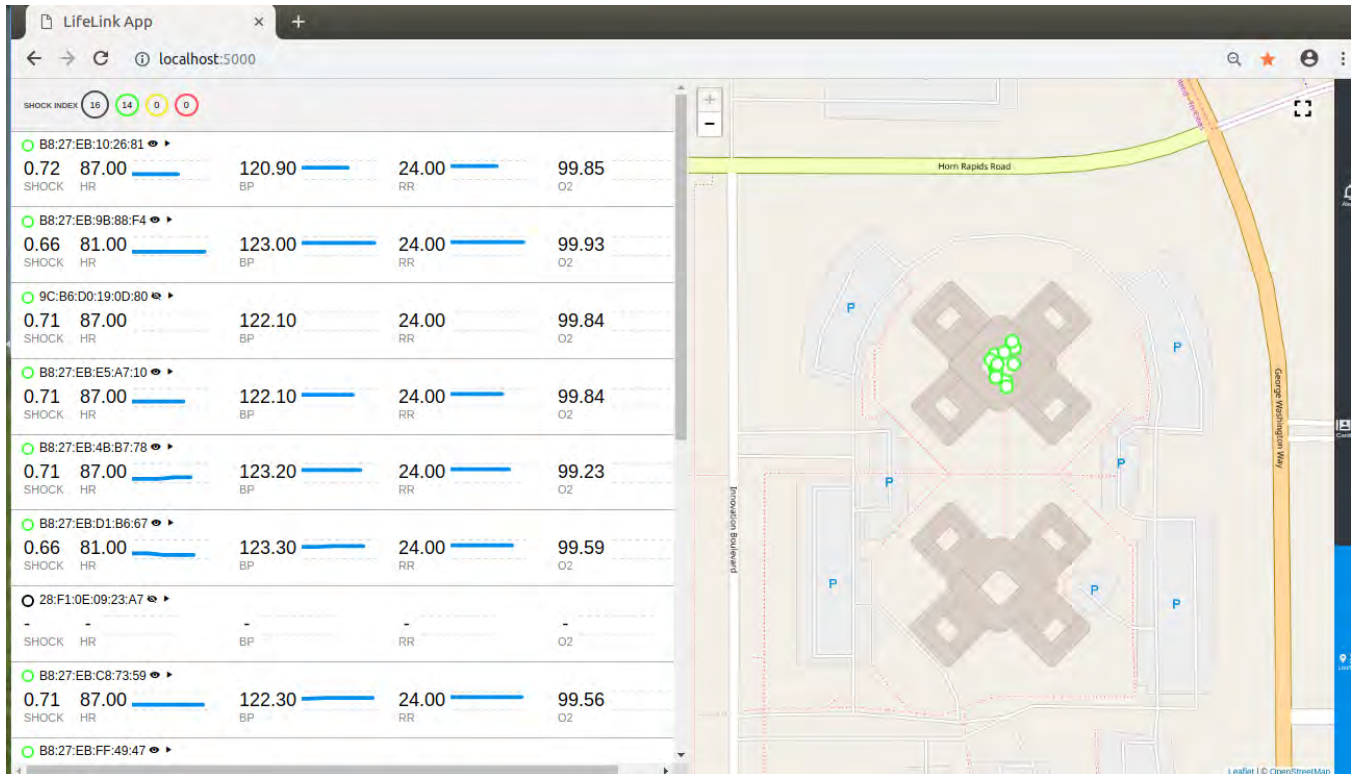 LifeLink App × +
localhost:5000
SHOCK INDEX 16 14 0 0
B8:27:EB:10:26:81
0.72 87.00 120.90 24.00 99.85
SHOCK HR BP RR O2
B8:27:EB:9B:88:F4
0.66 81.00 123.00 24.00 99.93
SHOCK HR BP RR O2
9C:B6:D0:19:0D:80
0.71 87.00 122.10 24.00 99.84
SHOCK HR BP RR O2
B8:27:EB:E5:A7:10
0.71 87.00 122.10 24.00 99.84
SHOCK HR BP RR O2
B8:27:EB:4B:B7:78
0.71 87.00 123.20 24.00 99.23
SHOCK HR BP RR O2
B8:27:EB:D1:B6:67
0.66 81.00 123.30 24.00 99.59
SHOCK HR BP RR O2
28:F1:0E:09:23:A7
- - - - -
SHOCK HR BP RR O2
B8:27:EB:C8:73:59
0.71 87.00 122.30 24.00 99.56
SHOCK HR BP RR O2
B8:27:EB:FF:49:47
+
−
Horn Rapids Road
George Washington Way
Innovation Boulevard
P
P
P
P
P
P
P
Leaflet | © OpenStreetMap